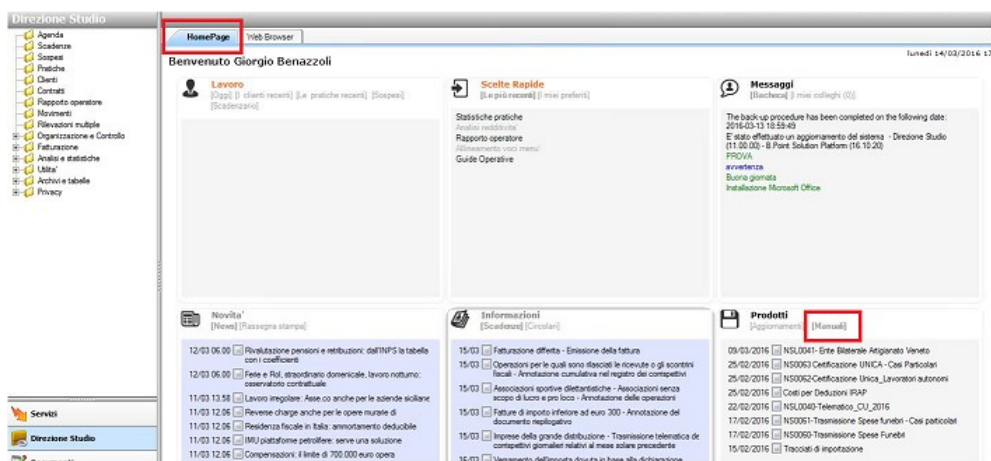 Direzione Studio
Agenda
Scadenze
Sospesi
Pratiche
Clienti
Contratti
Rapporto operatore
Movimenti
Rilevazioni multiple
Organizzazione e Controllo
Fatturazione
Analisi e statistiche
Utilita'
Archivi e tabelle
Privacy
Servizi
Direzione Studio
HomePage
Web Browser
lunedì 14/03/2016 17
Benvenuto Giorgio Benazzoli
Lavoro
[Oggi] [I clienti recenti] [Le pratiche recenti] [Sospesi]
[Scadenzario]
Scelte Rapide
[Le più recenti] [I miei preferiti]
Statistiche pratiche
Analisi redditivita'
Rapporto operatore
Allineamento voci menu'
Guide Operative
Messaggi
[Bacheca] [I miei colleghi (0)]
The back up procedure has been completed on the following date:
2016-03-13 18:59:49
E' stato effettuato un aggiornamento del sistema - Direzione Studio
(11.00.00) - B.Point Solution Platform (16.10.20)
PROVA
avvertenza
Buona giornata
Installazione Microsoft Office
Novita'
[News] [Rassegna stampa]
12/03 06.00 Rivalutazione pensioni e retribuzioni: dall'INPS la tabella
con i coefficienti
12/03 06.00 Ferie e Rol, straordinario domenicale, lavoro notturno:
osservatorio contrattuale
11/03 13.58 Lavoro irregolare: Asse.co anche per le aziende siciliane
11/03 12.06 Reverse charge anche per le opere murarie di
11/03 12.06 Residenza fiscale in Italia: ammortamento deducibile
11/03 12.06 IMU piattaforme petrolifere: serve una soluzione
11/03 12.06 Compensazioni: il limite di 700.000 euro opera
Informazioni
[Scadenze] [Circolari]
15/03 Fatturazione differita - Emissione della fattura
15/03 Operazioni per le quali sono rilasciati le ricevute o gli scontrini
fiscali - Annotazione cumulativa nel registro dei corrispettivi
15/03 Associazioni sportive dilettantistiche - Associazioni senza
scopo di lucro e pro loco - Annotazione delle operazioni
15/03 Fatture di importo inferiore ad euro 300 - Annotazione del
documento riepilogativo
15/03 Imprese della grande distribuzione - Trasmissione telematica dei
corrispettivi giornalieri relativi al mese solare precedente
16/03 Versamento dell'imposta dovuta in base alla dichiarazione
Prodotti
[Aggiornamenti] [Manuali]
09/03/2016 NSL0041- Ente Bilaterale Artigianato Veneto
25/02/2016 NS0063 Certificazione UNICA - Casi Particolari
25/02/2016 NS0062-Certificazione Unica_Lavoratori autonomi
25/02/2016 Costi per Deduzioni IRAP
22/02/2016 NSL0040-Telematico_CU_2016
17/02/2016 NS0061-Trasmissione Spese funebri - Casi particolari
17/02/2016 NS0060-Trasmissione Spese Funebri
15/02/2016 Tracciati di importazione